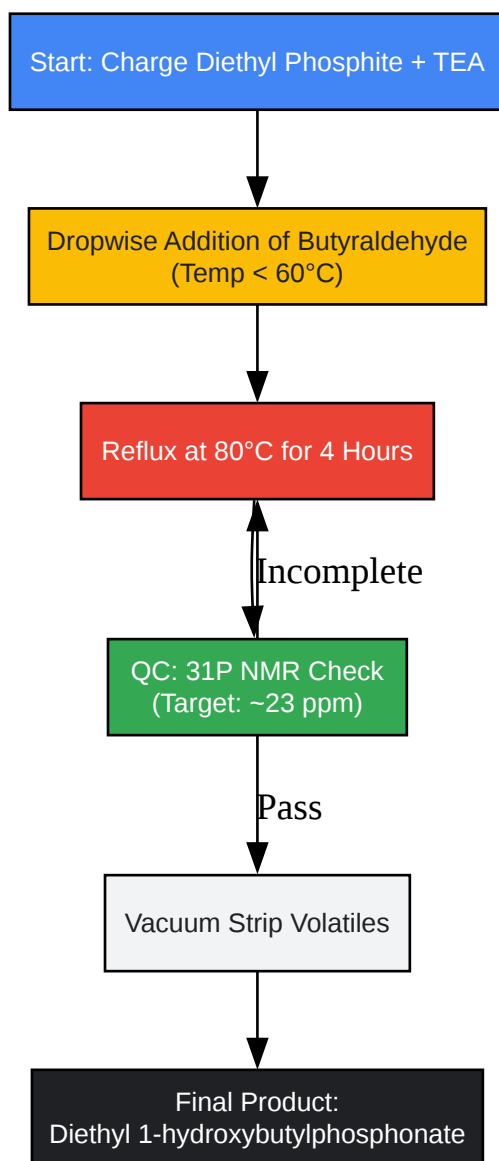 Start: Charge Diethyl Phosphite + TEA
Dropwise Addition of Butyraldehyde
(Temp < 60°C)
Reflux at 80°C for 4 Hours
Incomplete
QC: 31P NMR Check
(Target: ~23 ppm)
Pass
Vacuum Strip Volatiles
Final Product:
Diethyl 1-hydroxybutylphosphonate